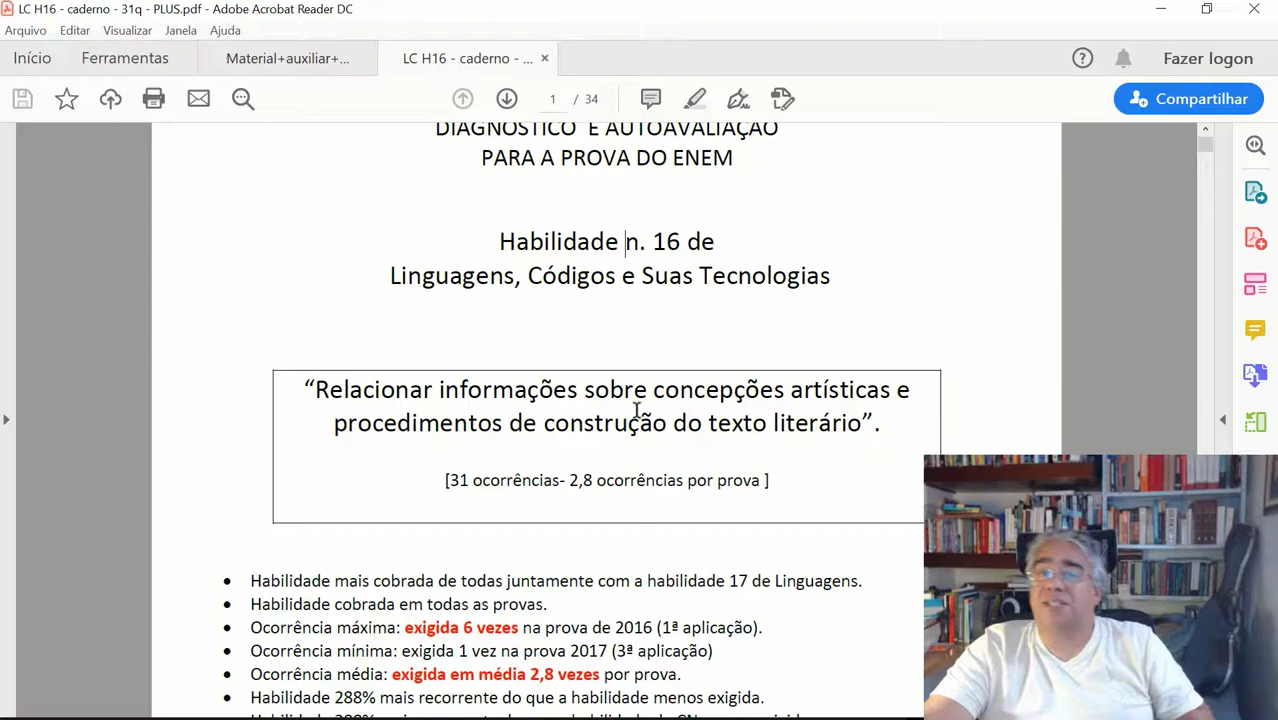 LC H16 - caderno - 31q - PLUS.pdf - Adobe Acrobat Reader DC
Arquivo Editar Visualizar Janela Ajuda
Início Ferramentas Material+auxiliar+... LC H16 - caderno - ... × Fazer logon
1 / 34 Compartilhar
DIAGNÓSTICO E AUTOAVALIAÇÃO
PARA A PROVA DO ENEM
Habilidade n. 16 de
Linguagens, Códigos e Suas Tecnologias
“Relacionar informações sobre concepções artísticas e
procedimentos de construção do texto literário”.
[31 ocorrências- 2,8 ocorrências por prova ]
• Habilidade mais cobrada de todas juntamente com a habilidade 17 de Linguagens.
• Habilidade cobrada em todas as provas.
• Ocorrência máxima: exigida 6 vezes na prova de 2016 (1ª aplicação).
• Ocorrência mínima: exigida 1 vez na prova 2017 (3ª aplicação)
• Ocorrência média: exigida em média 2,8 vezes por prova.
• Habilidade 288% mais recorrente do que a habilidade menos exigida.